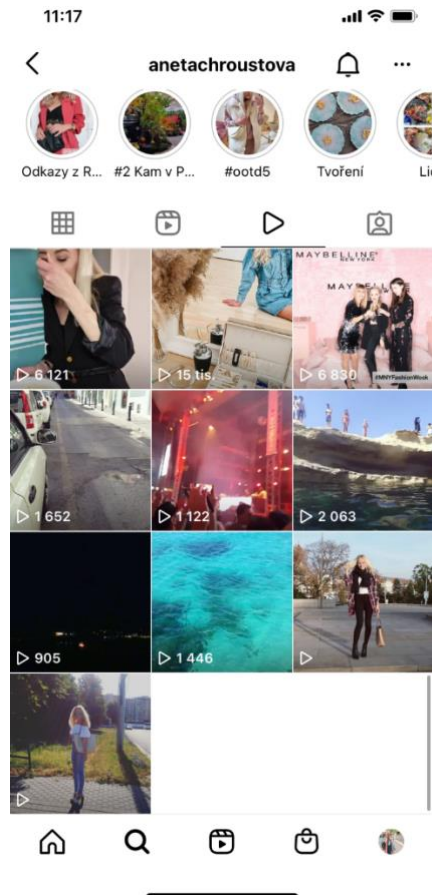 11:17
anetachroustova
Odkazy z R...
#2 Kam v P...
#ootd5
Tvoření
MAYBELLINE
NEW YORK
6 121
15 tis.
6 830
#MNYFashionWeek
1 652
1 122
2 063
905
1 446